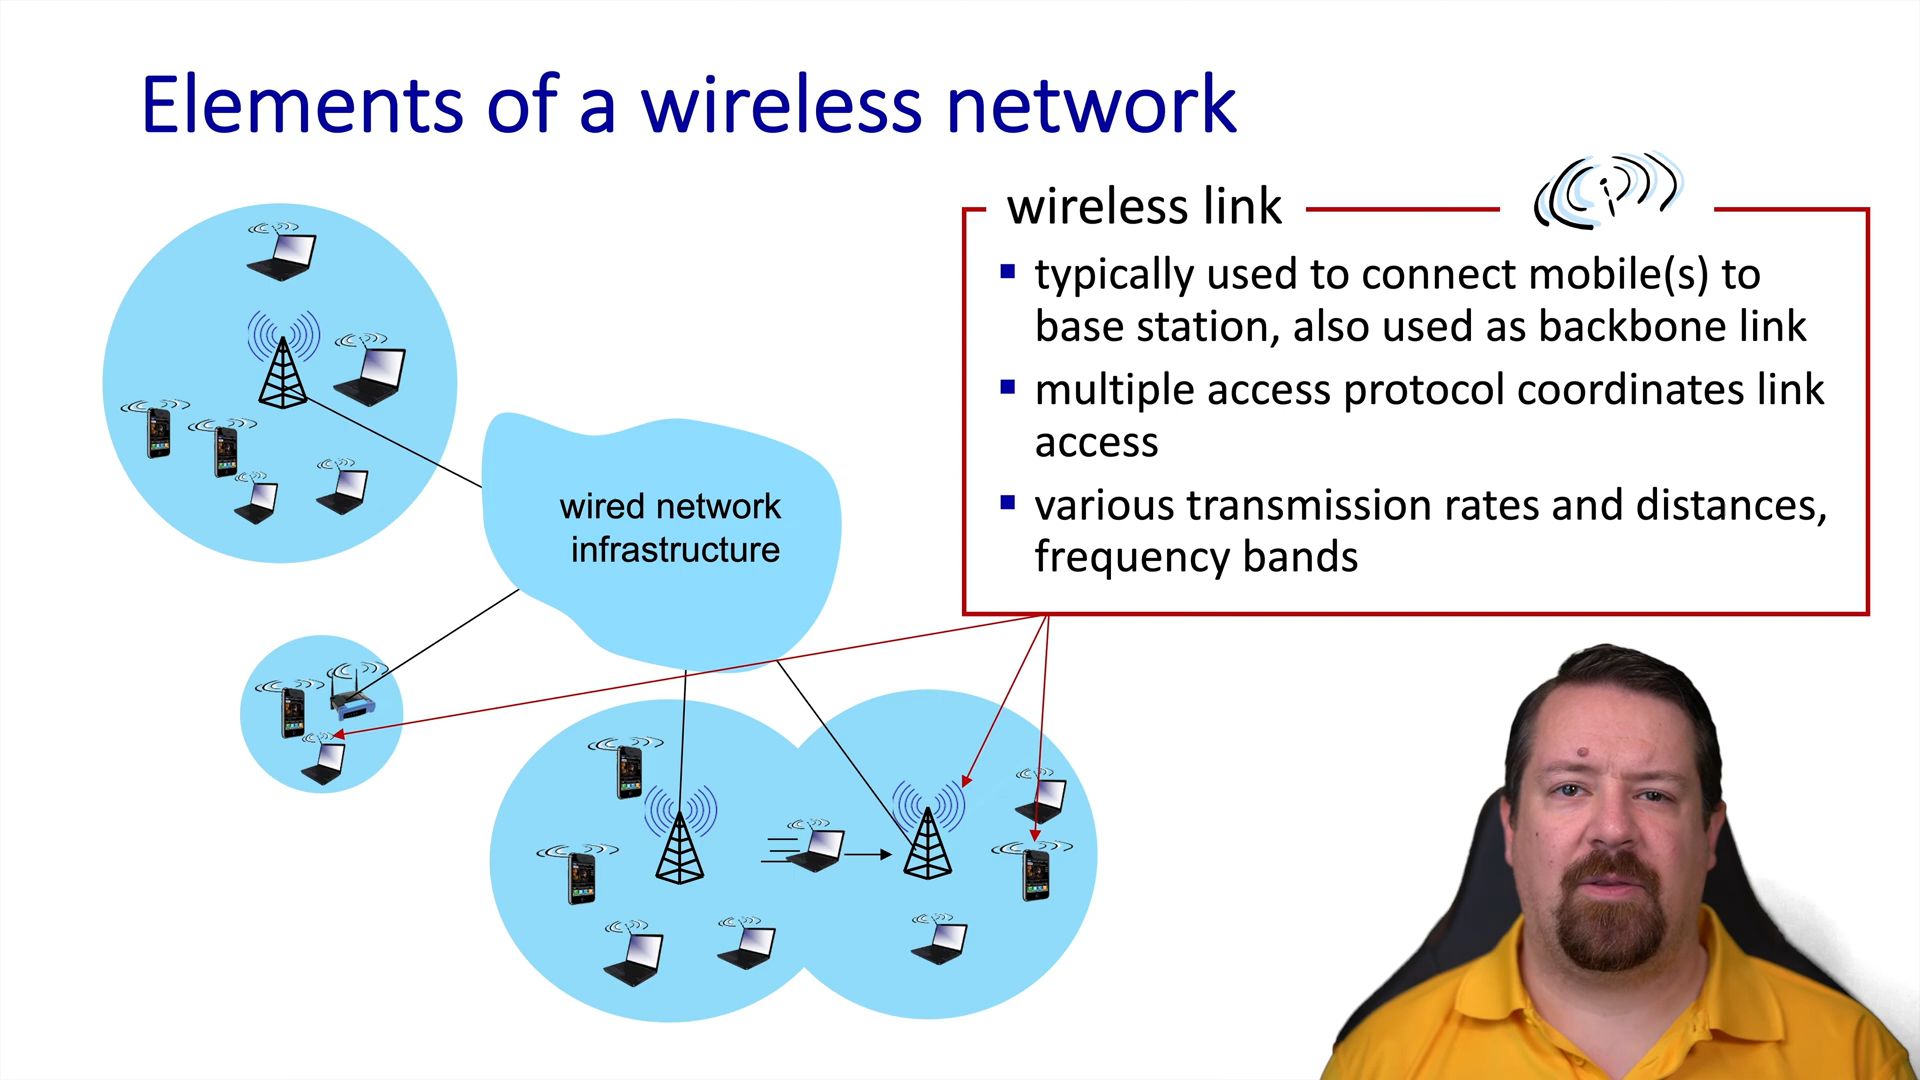 Elements of a wireless network
wireless link
typically used to connect mobile(s) to
base station, also used as backbone link
multiple access protocol coordinates link
access
various transmission rates and distances,
frequency bands
wired network
infrastructure